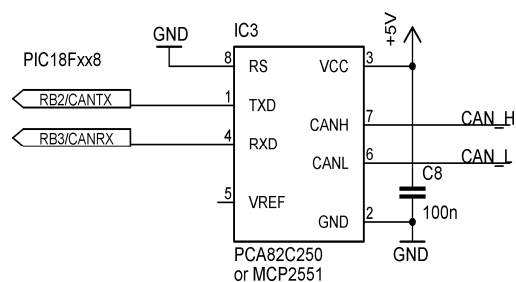 IC3
+5V
GND
PIC18Fxx8
8
RS
VCC
3
RB2/CANTX
1
TXD
CANH
7
CAN_H
RB3/CANRX
4
RXD
CANL
6
CAN_L
5
VREF
C8
100n
GND
2
GND
PCA82C250
or MCP2551